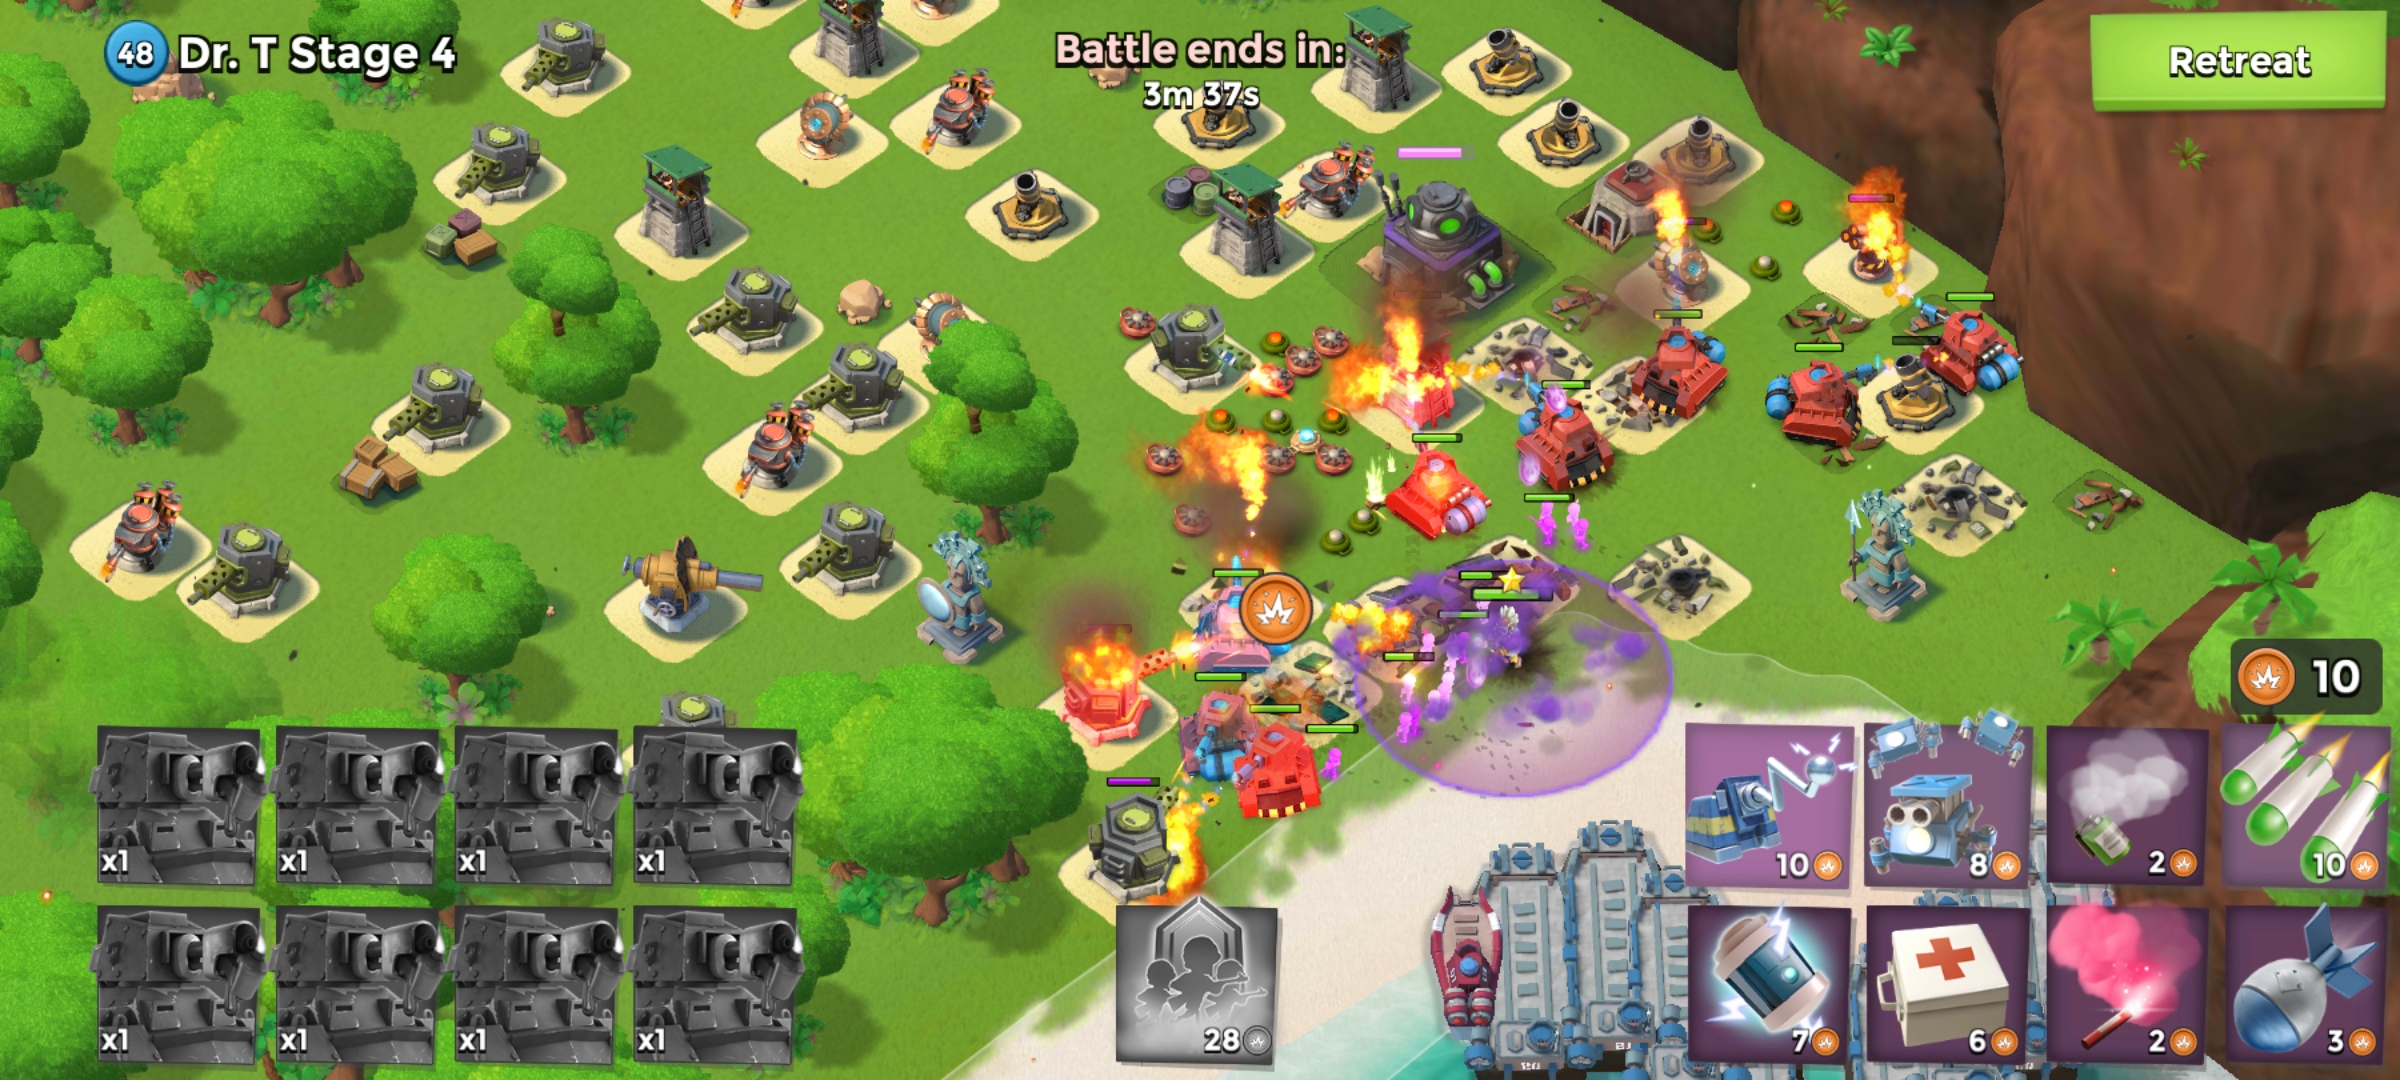 48 Dr. T Stage 4
Battle ends in:
3m 37s
Retreat
10
x1 x1 x1 x1
10 8 2 10
x1 x1 x1 x1
28
7 6 2 3